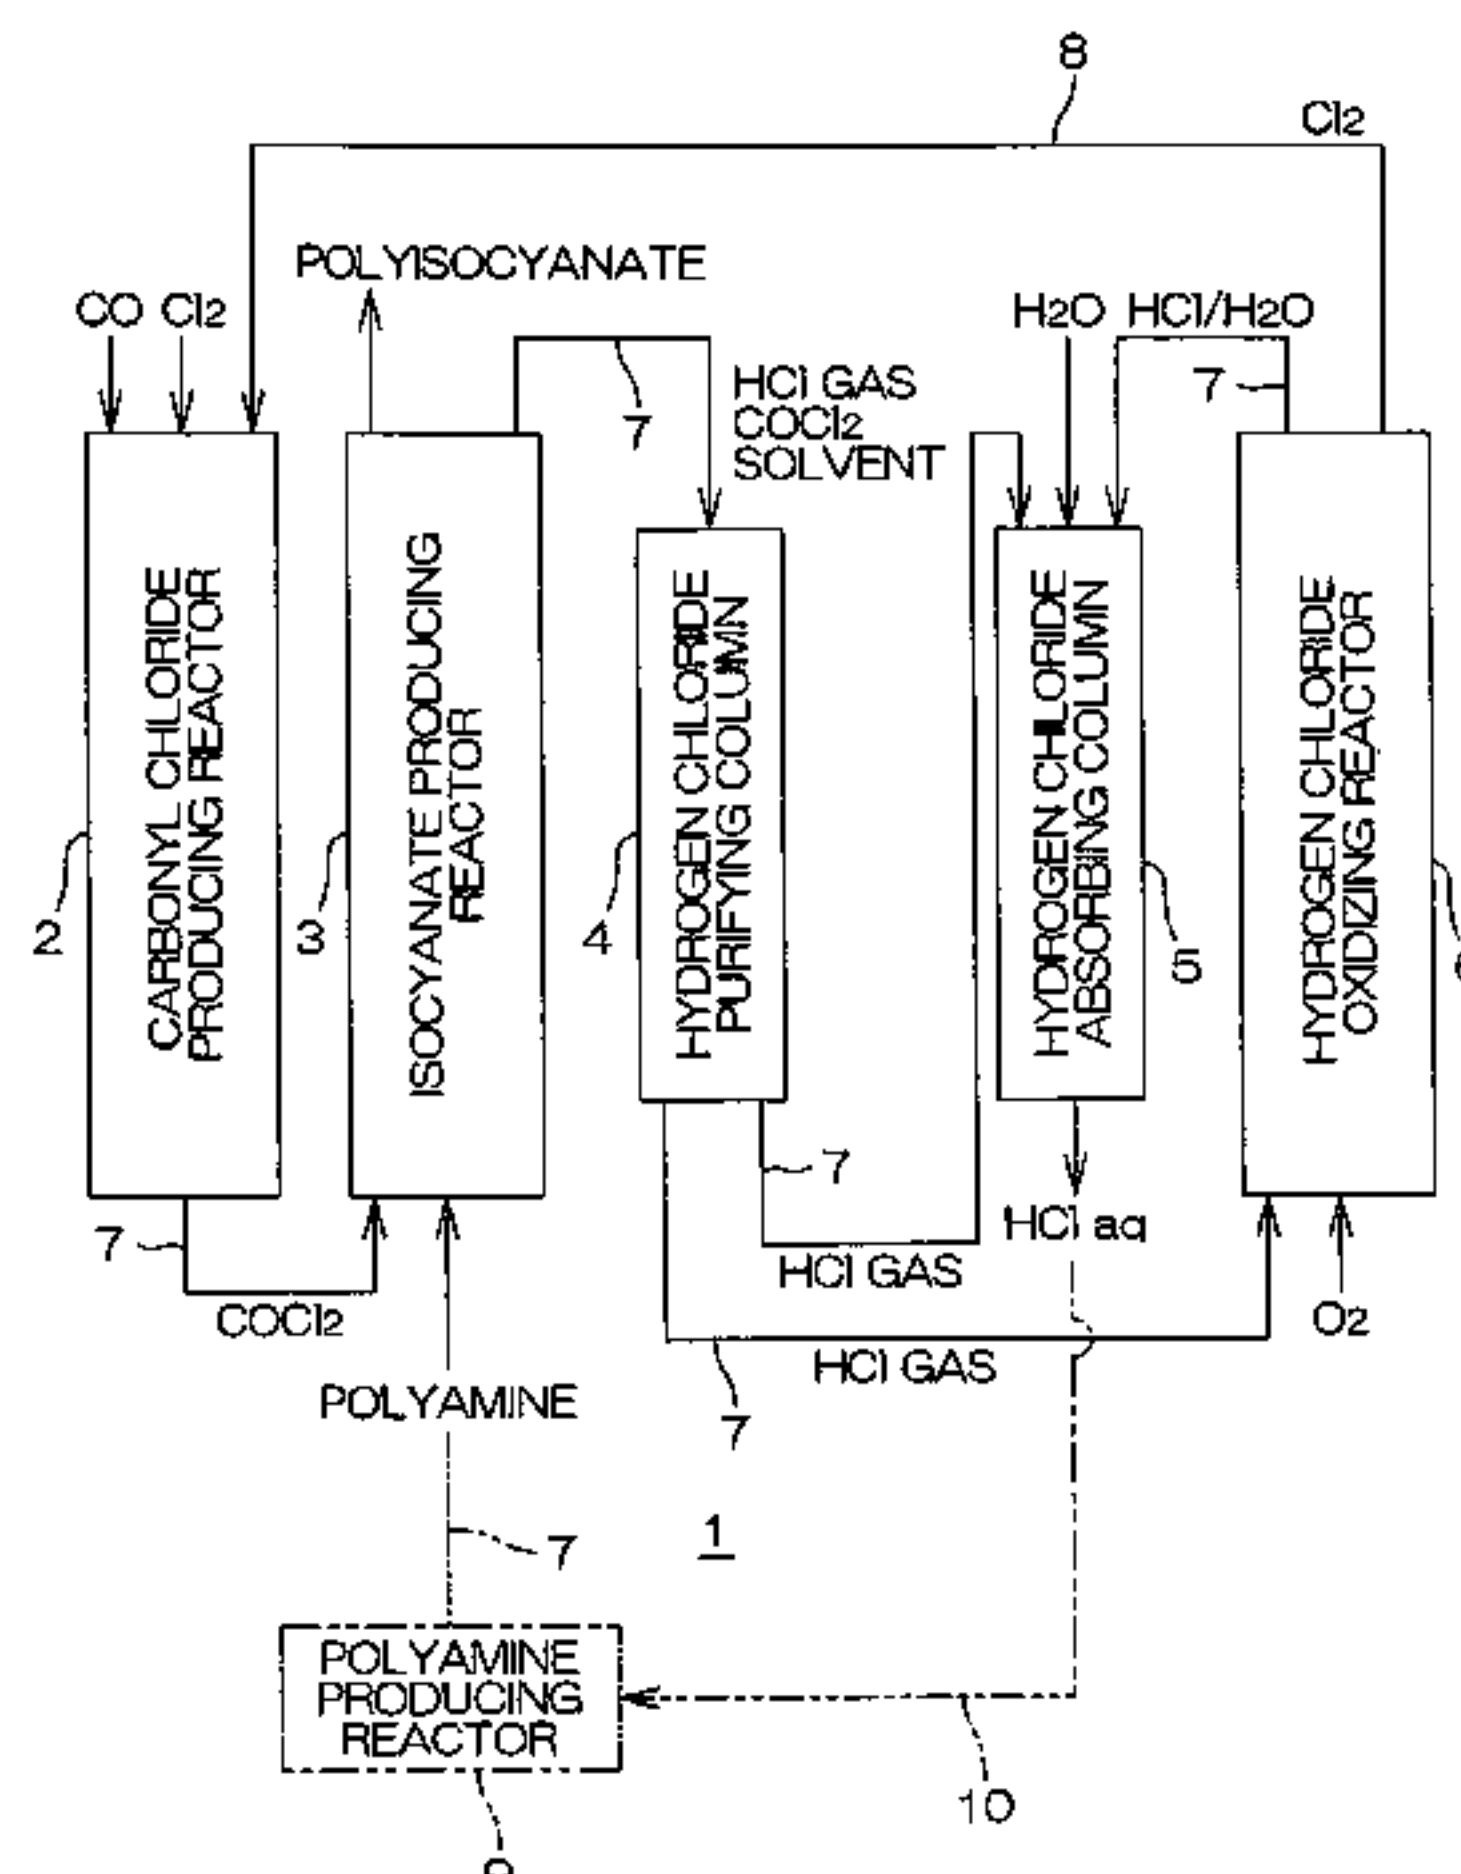 8
Cl2
POLYISOCYANATE
CO Cl2
H2O HCl/H2O
7
7
HCl GAS
COCl2
SOLVENT
CARBONYL CHLORIDE
PRODUCING REACTOR
ISOCYANATE PRODUCING
REACTOR
HYDROGEN CHLORIDE
PURIFYING COLUMN
HYDROGEN CHLORIDE
ABSORBING COLUMN
HYDROGEN CHLORIDE
OXIDIZING REACTOR
2
3
4
5
7
7
HCl aq
HCl GAS
COCl2
O2
HCl GAS
POLYAMINE
7
1
7
POLYAMINE
PRODUCING
REACTOR
10